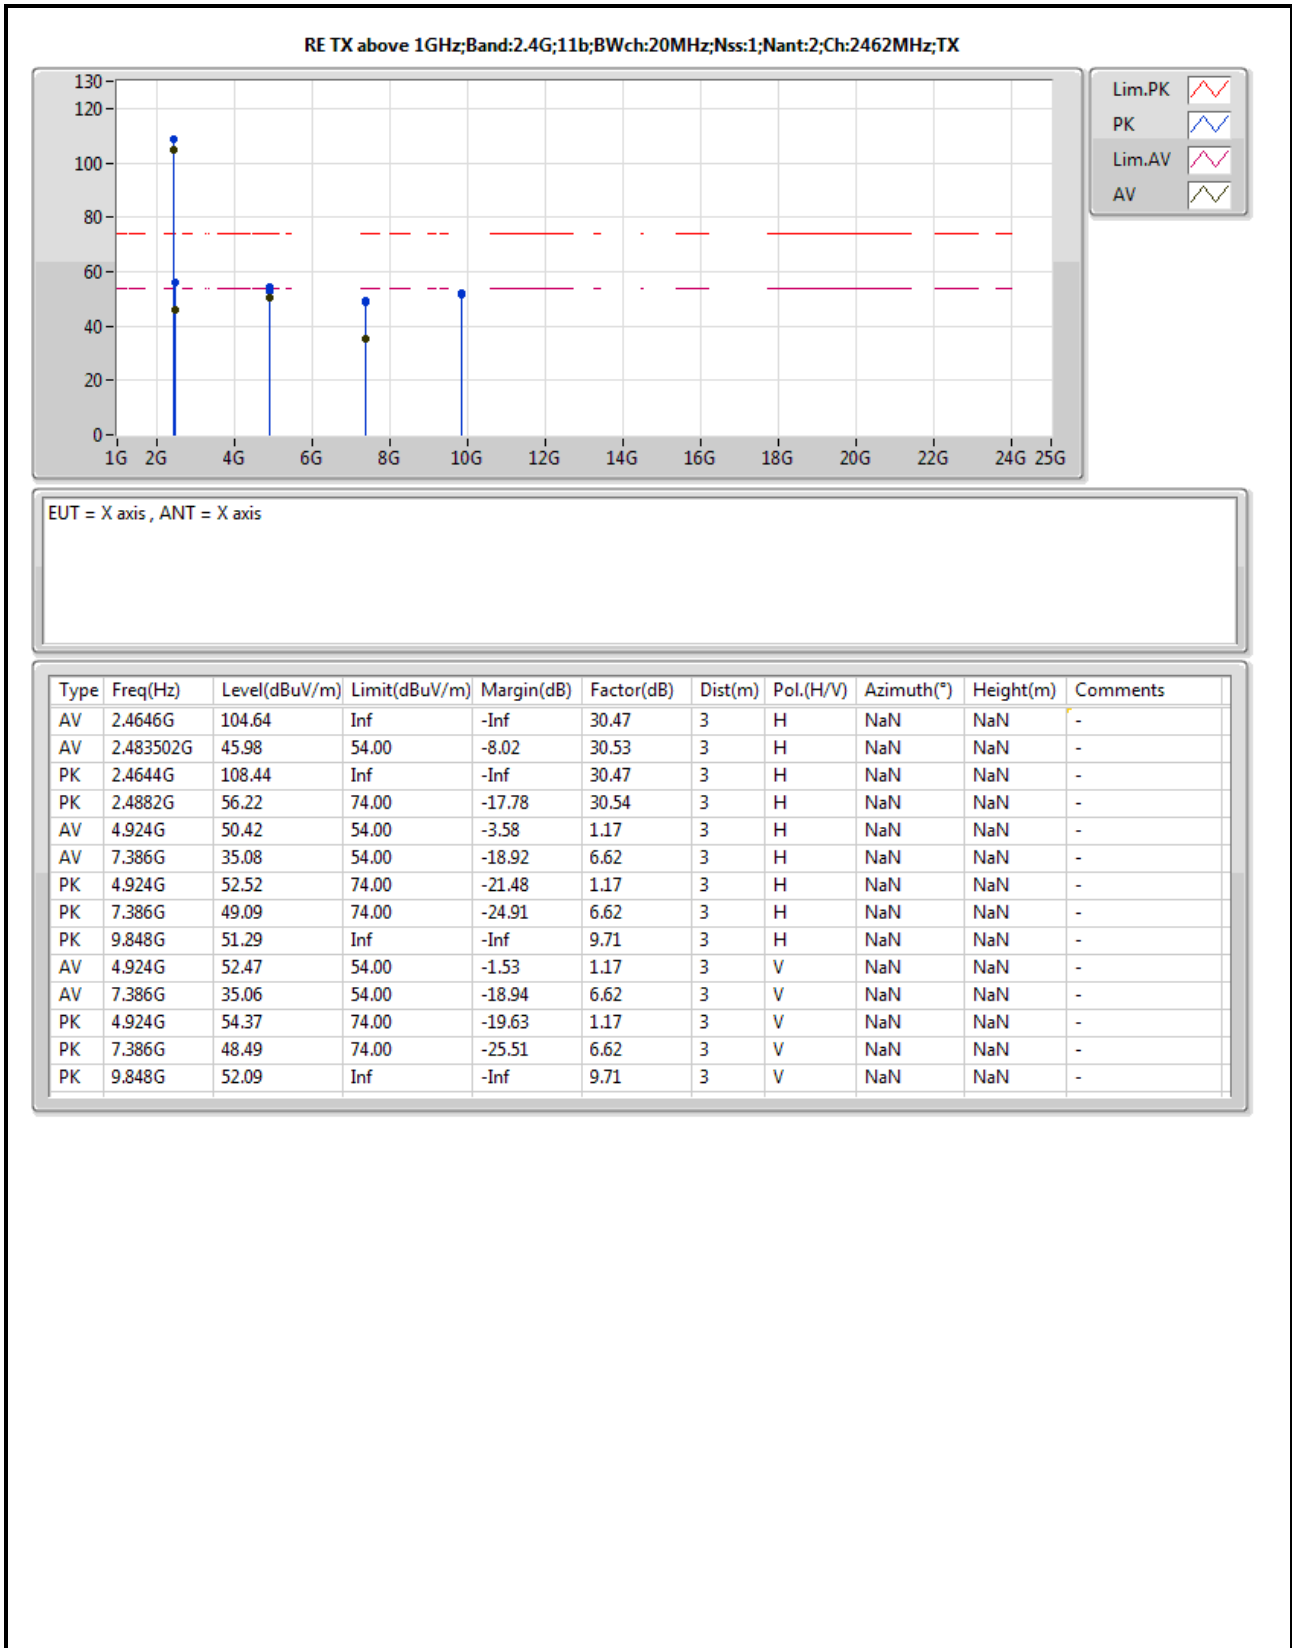 RE TX above 1GHz;Band:2.4G;11b;BWch:20MHz;Nss:1;Nant:2;Ch:2462MHz;TX
130
120
100
80
60
40
20
0
1G 2G 4G 6G 8G 10G 12G 14G 16G 18G 20G 22G 24G 25G
Lim.PK
PK
Lim.AV
AV
EUT = X axis , ANT = X axis
Type Freq(Hz) Level(dBuV/m) Limit(dBuV/m) Margin(dB) Factor(dB) Dist(m) Pol.(H/V) Azimuth(°) Height(m) Comments
AV 2.4646G 104.64 Inf -Inf 30.47 3 H NaN NaN -
AV 2.483502G 45.98 54.00 -8.02 30.53 3 H NaN NaN -
PK 2.4644G 108.44 Inf -Inf 30.47 3 H NaN NaN -
PK 2.4882G 56.22 74.00 -17.78 30.54 3 H NaN NaN -
AV 4.924G 50.42 54.00 -3.58 1.17 3 H NaN NaN -
AV 7.386G 35.08 54.00 -18.92 6.62 3 H NaN NaN -
PK 4.924G 52.52 74.00 -21.48 1.17 3 H NaN NaN -
PK 7.386G 49.09 74.00 -24.91 6.62 3 H NaN NaN -
PK 9.848G 51.29 Inf -Inf 9.71 3 H NaN NaN -
AV 4.924G 52.47 54.00 -1.53 1.17 3 V NaN NaN -
AV 7.386G 35.06 54.00 -18.94 6.62 3 V NaN NaN -
PK 4.924G 54.37 74.00 -19.63 1.17 3 V NaN NaN -
PK 7.386G 48.49 74.00 -25.51 6.62 3 V NaN NaN -
PK 9.848G 52.09 Inf -Inf 9.71 3 V NaN NaN -